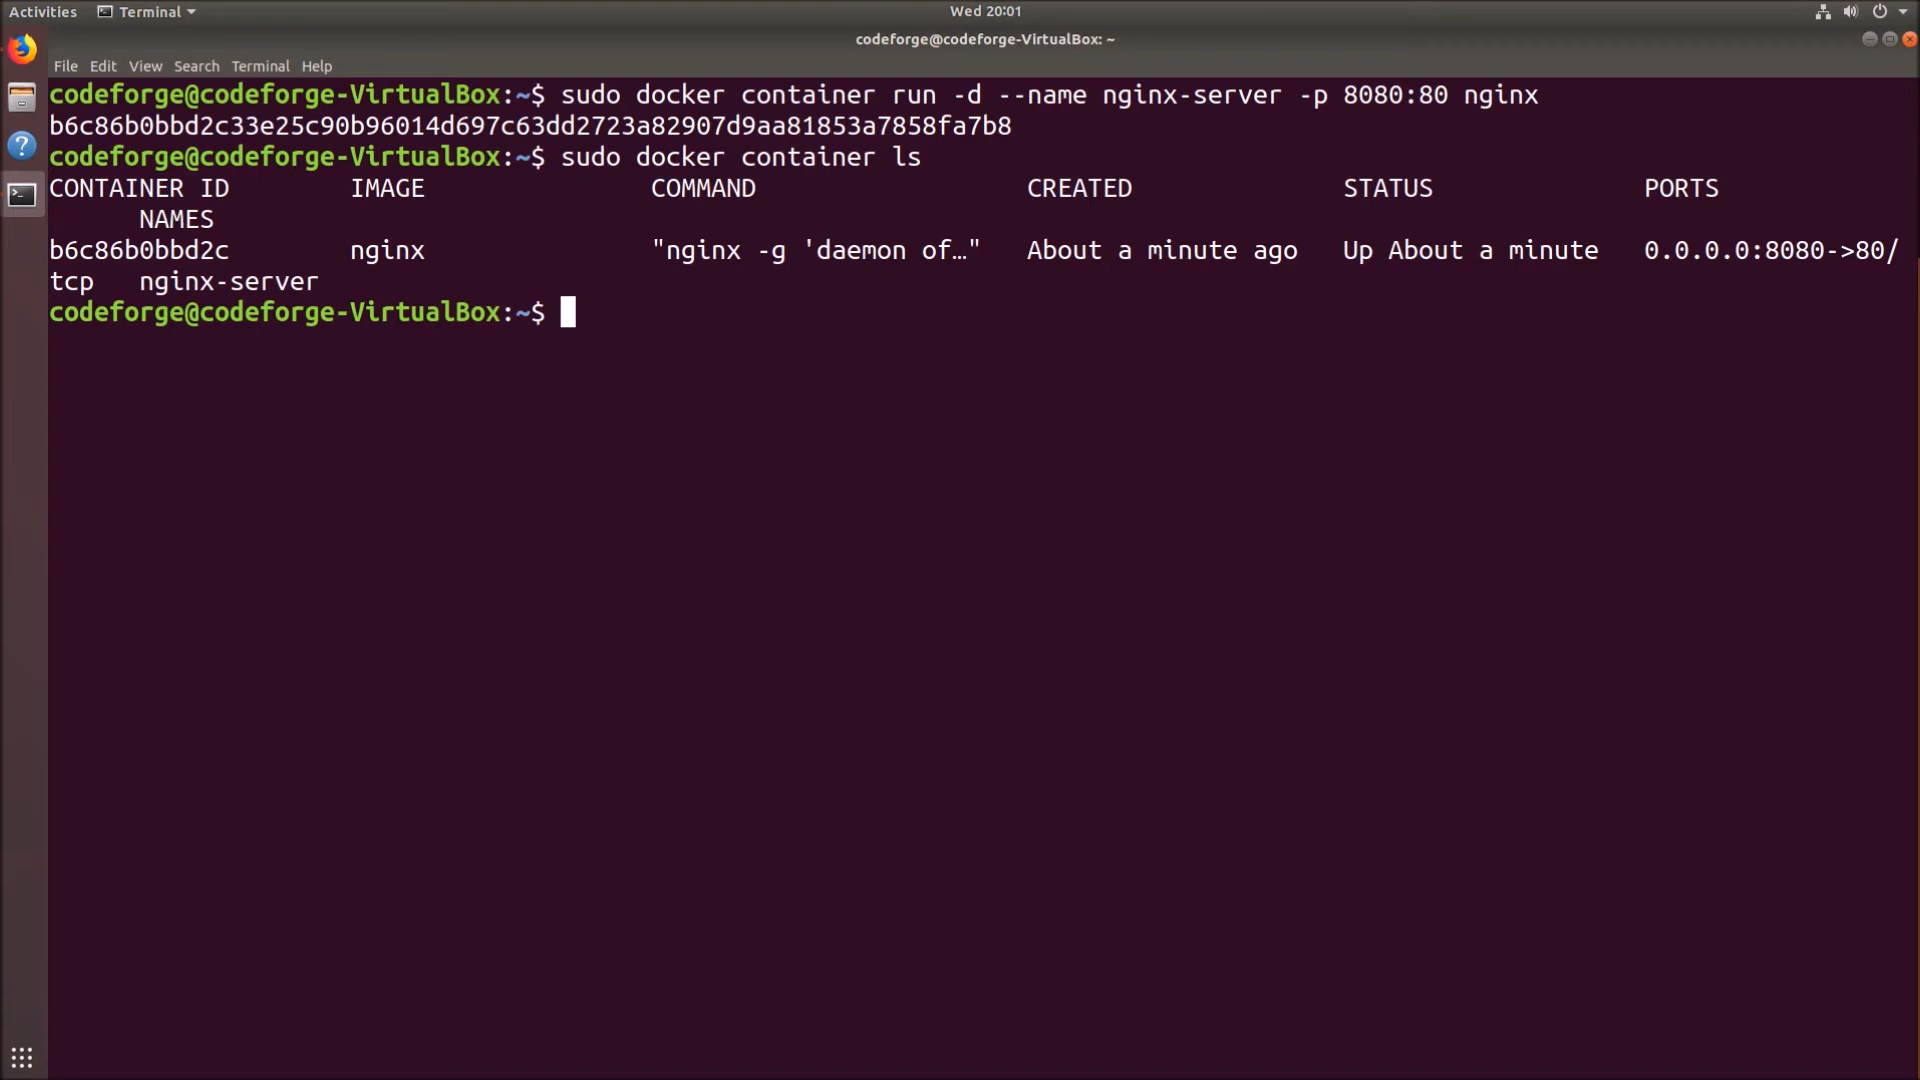 Activities Terminal Wed 20:01
codeforge@codeforge-VirtualBox: ~
File Edit View Search Terminal Help
codeforge@codeforge-VirtualBox:~$ sudo docker container run -d --name nginx-server -p 8080:80 nginx
b6c86b0bbd2c33e25c90b96014d697c63dd2723a82907d9aa81853a7858fa7b8
codeforge@codeforge-VirtualBox:~$ sudo docker container ls
CONTAINER ID IMAGE COMMAND CREATED STATUS PORTS
NAMES
b6c86b0bbd2c nginx "nginx -g 'daemon of…" About a minute ago Up About a minute 0.0.0.0:8080->80/
tcp nginx-server
codeforge@codeforge-VirtualBox:~$